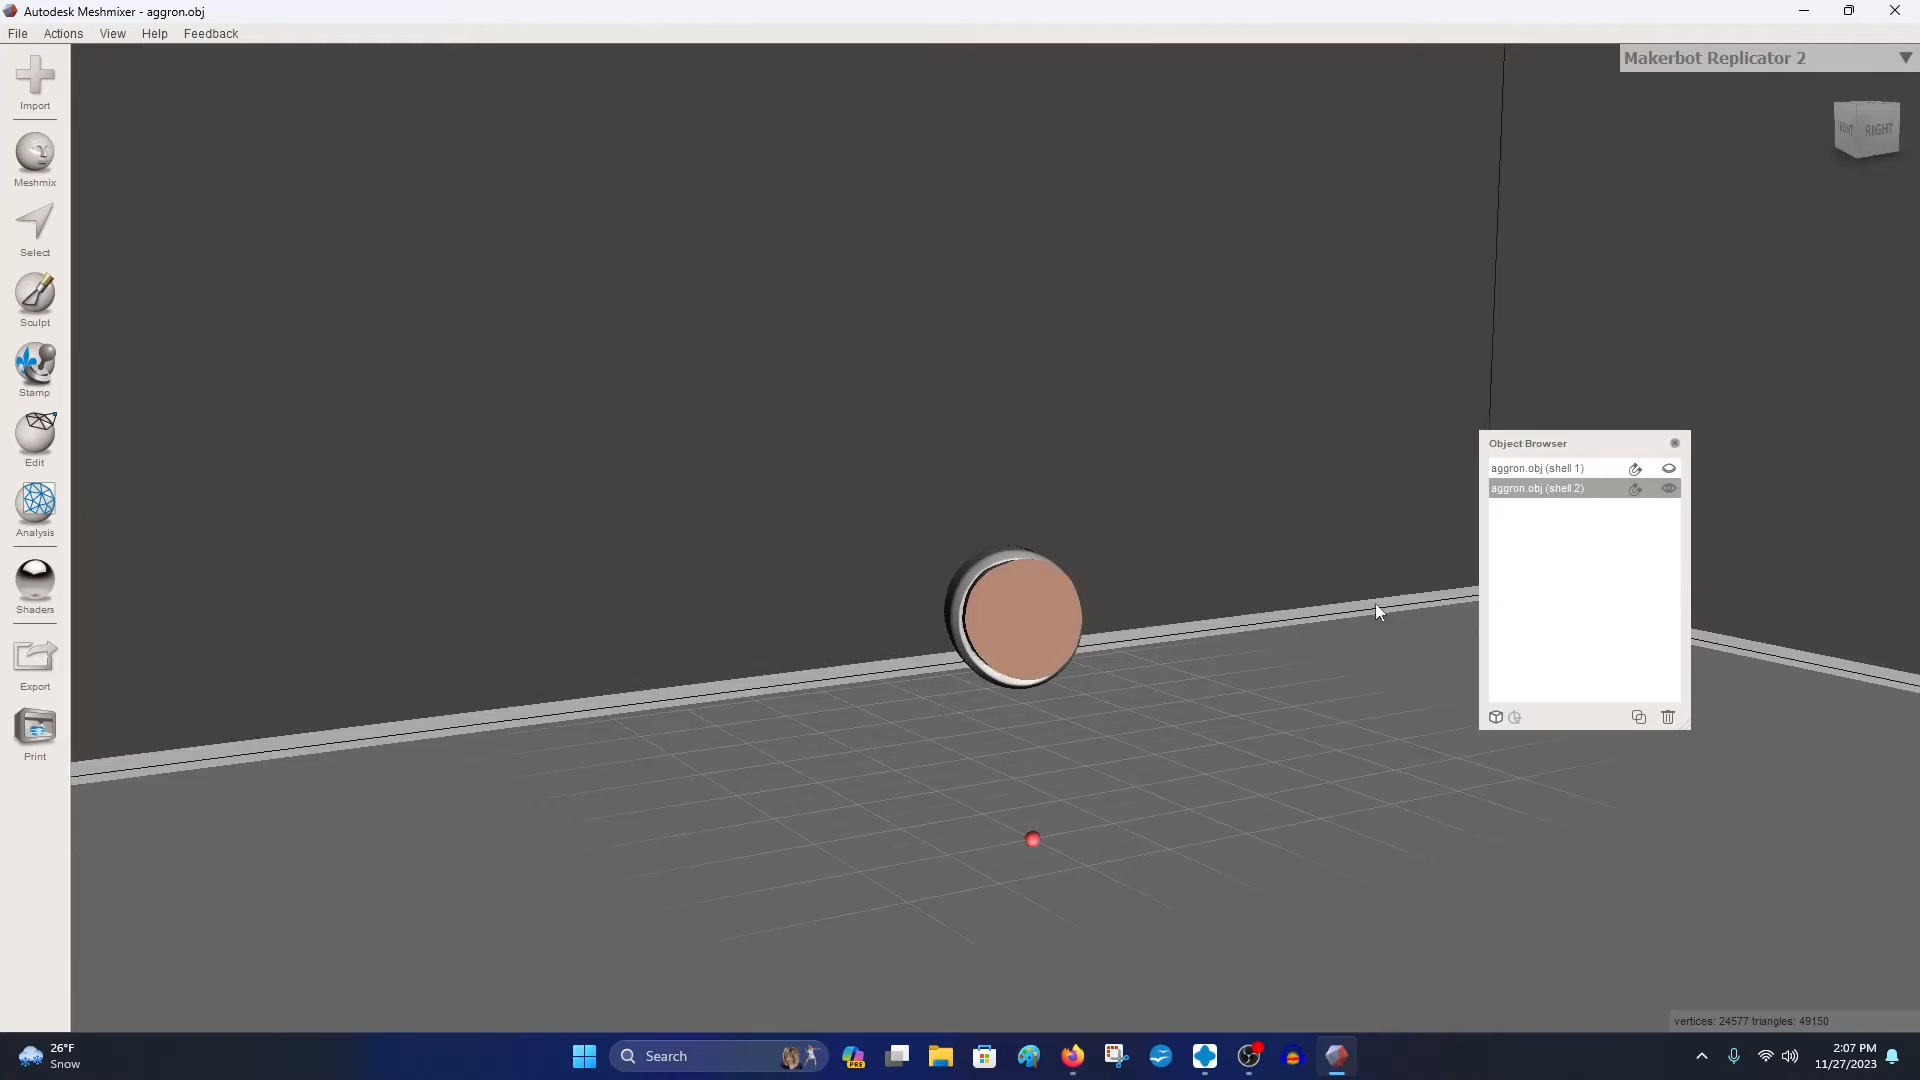 Autodesk Meshmixer - aggron.obj
File Actions View Help Feedback
Makerbot Replicator 2
RIGHT
Import
Meshmix
Select
Sculpt
Stamp
Edit
Analysis
Shaders
Export
Print
Object Browser
aggron.obj (shell 1)
aggron.obj (shell 2)
vertices: 24577 triangles: 49150
26°F
Snow
Search
PRE
2:07 PM
11/27/2023